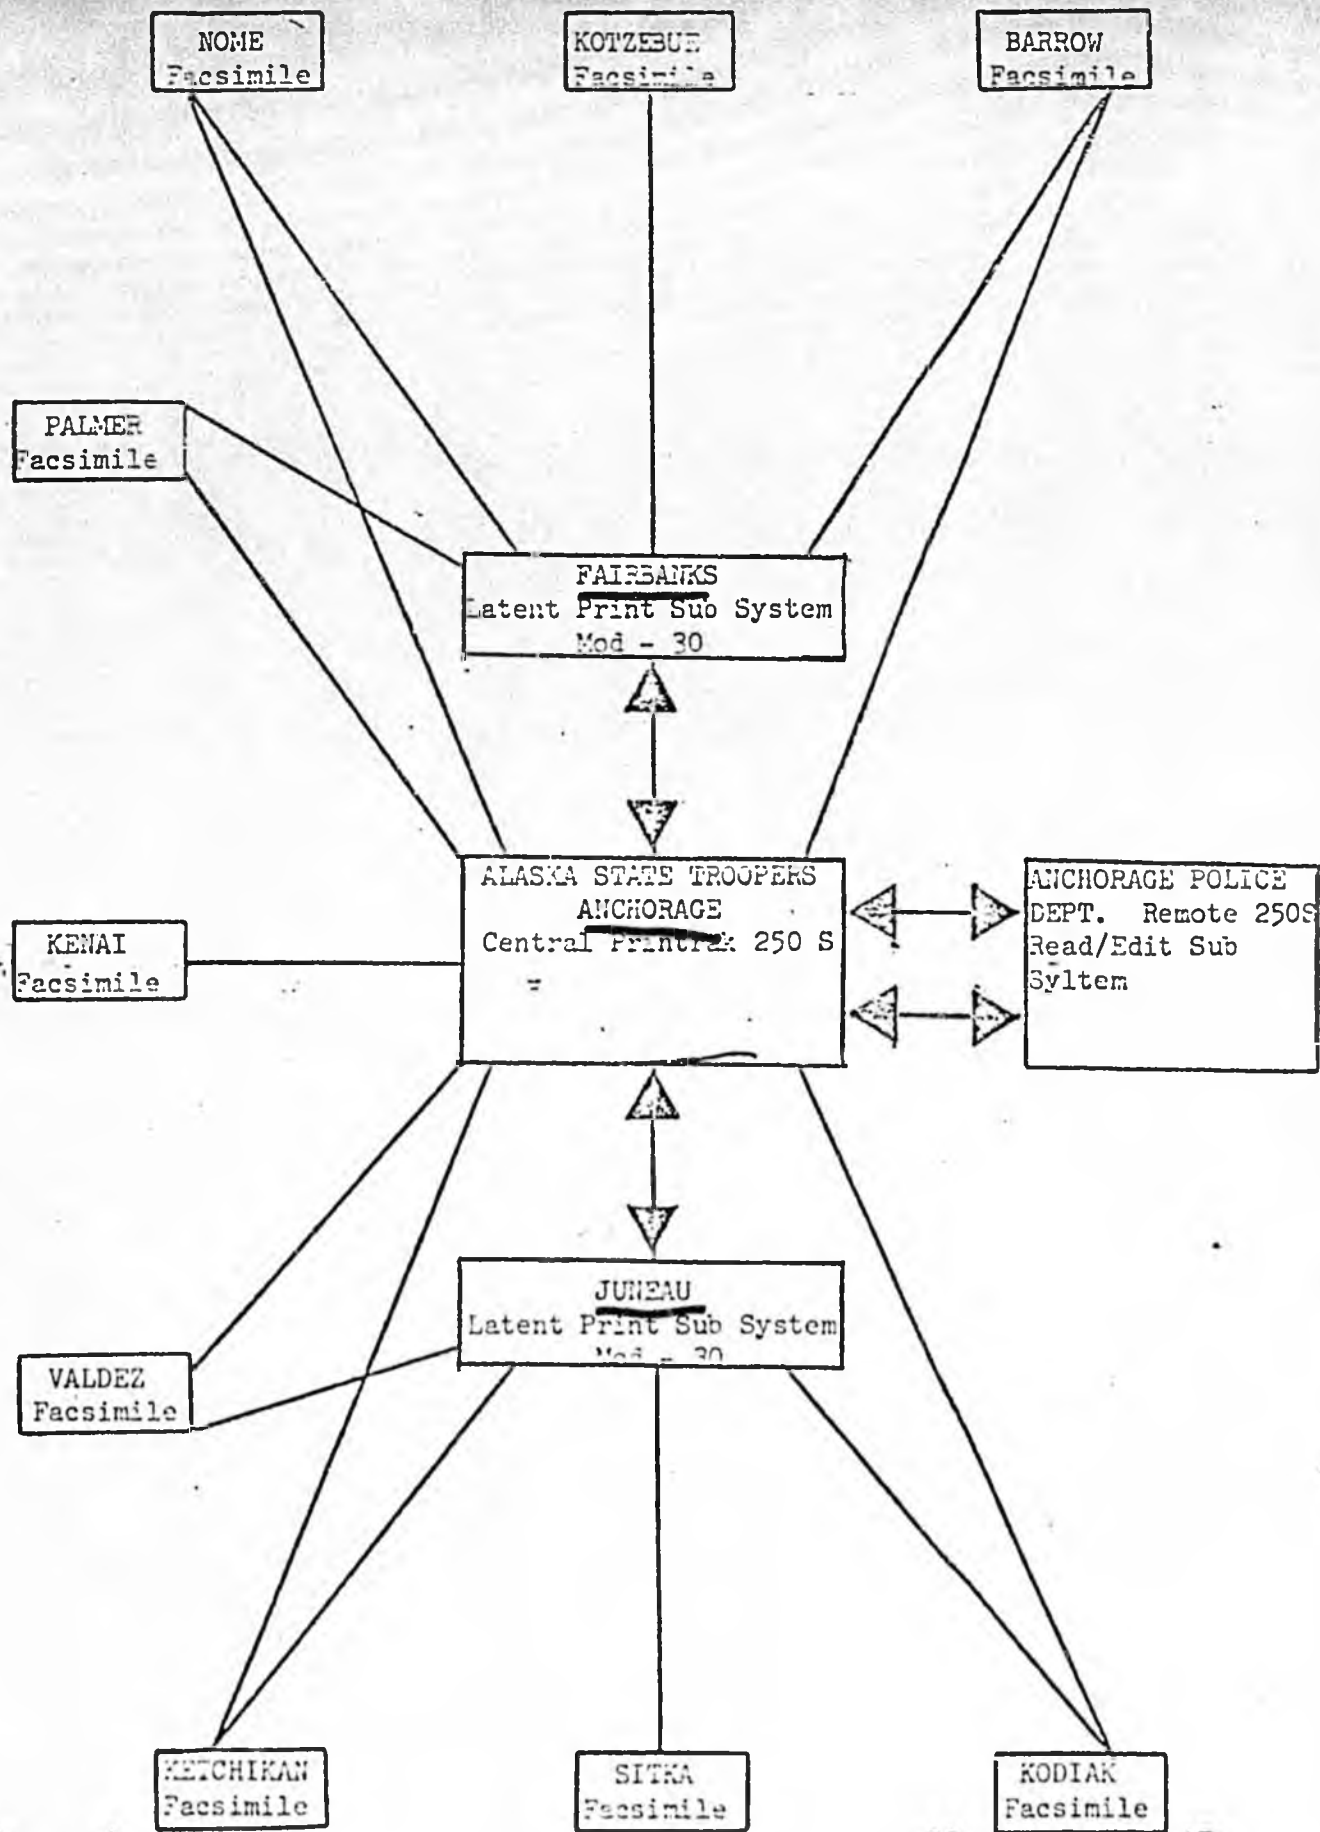 NOME
Facsimile
KOTZEBUE
Facsimile
BARROW
Facsimile
PALMER
Facsimile
FAIRBANKS
Latent Print Sub System
Mod - 30
ALASKA STATE TROOPERS
ANCHORAGE
Central Printrak 250 S
ANCHORAGE POLICE
DEPT. Remote 250S
Read/Edit Sub
Syltem
KENAI
Facsimile
JUNEAU
Latent Print Sub System
Mod - 30
VALDEZ
Facsimile
KETCHIKAN
Facsimile
SITKA
Facsimile
KODIAK
Facsimile